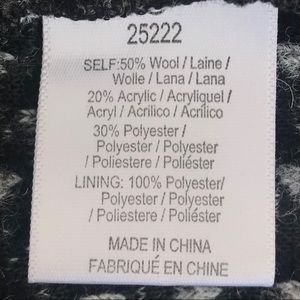 25222
SELF:50% Wool / Laine /
Wolle / Lana / Lana
20% Acrylic / Acryliquel /
Acryl / Acrilico / Acrílico
30% Polyester /
Polyester / Polyester
/ Poliestere / Poliéster
LINING: 100% Polyester/
Polyester / Polyester
/ Poliestere / Poliéster
MADE IN CHINA
FABRIQUÉ EN CHINE